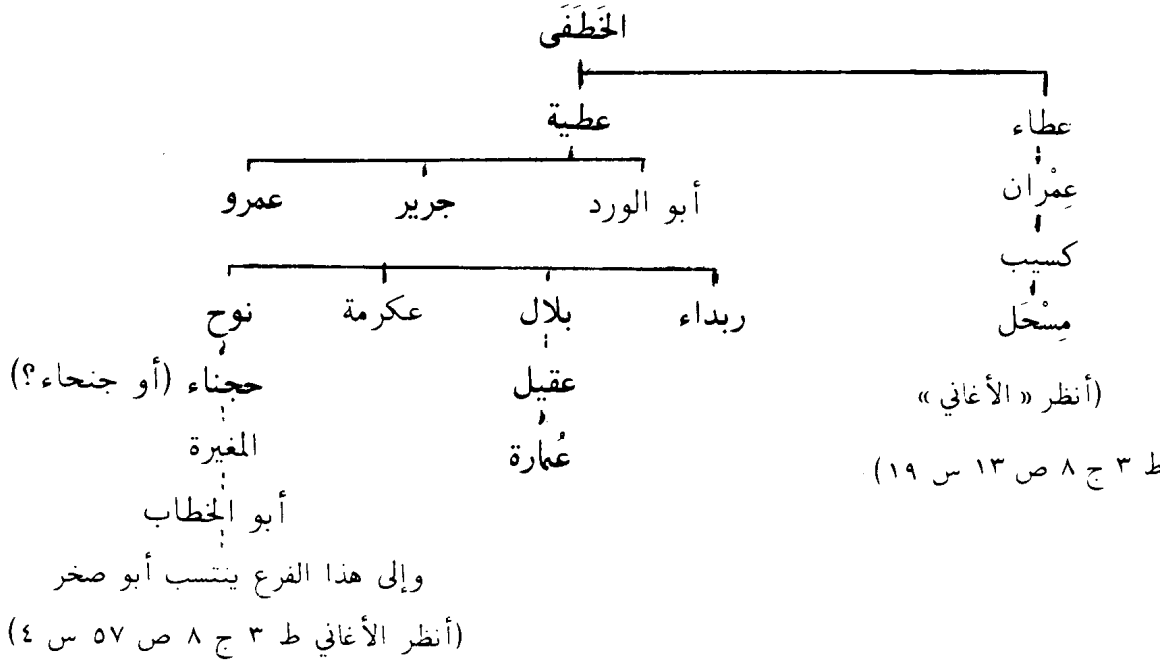 الخَطَفَى
عطية
عطاء
أبو الورد جرير عمرو
عِمْران
كسيب
ربداء بلال عكرمة نوح
مِسْحَل
عقيل
حجناء (أو جنحاء؟)
(أنظر « الأغاني »
المغيرة
عُمارة
ط ٣ ج ٨ ص ١٣ س ١٩)
أبو الخطاب
وإلى هذا الفرع ينتسب أبو صخر
(أنظر الأغاني ط ٣ ج ٨ ص ٥٧ س ٤)